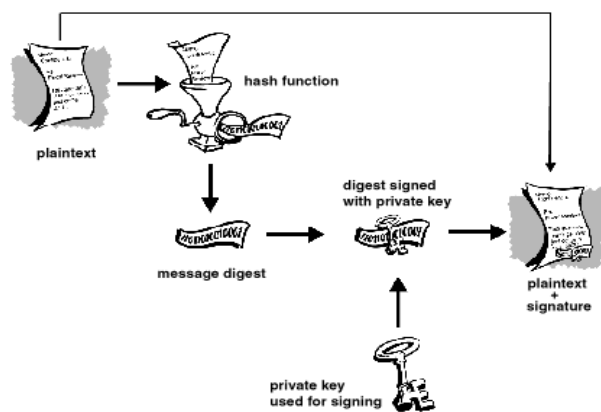 hash function
plaintext
digest signed
with private key
message digest
plaintext
+
signature
private key
used for signing